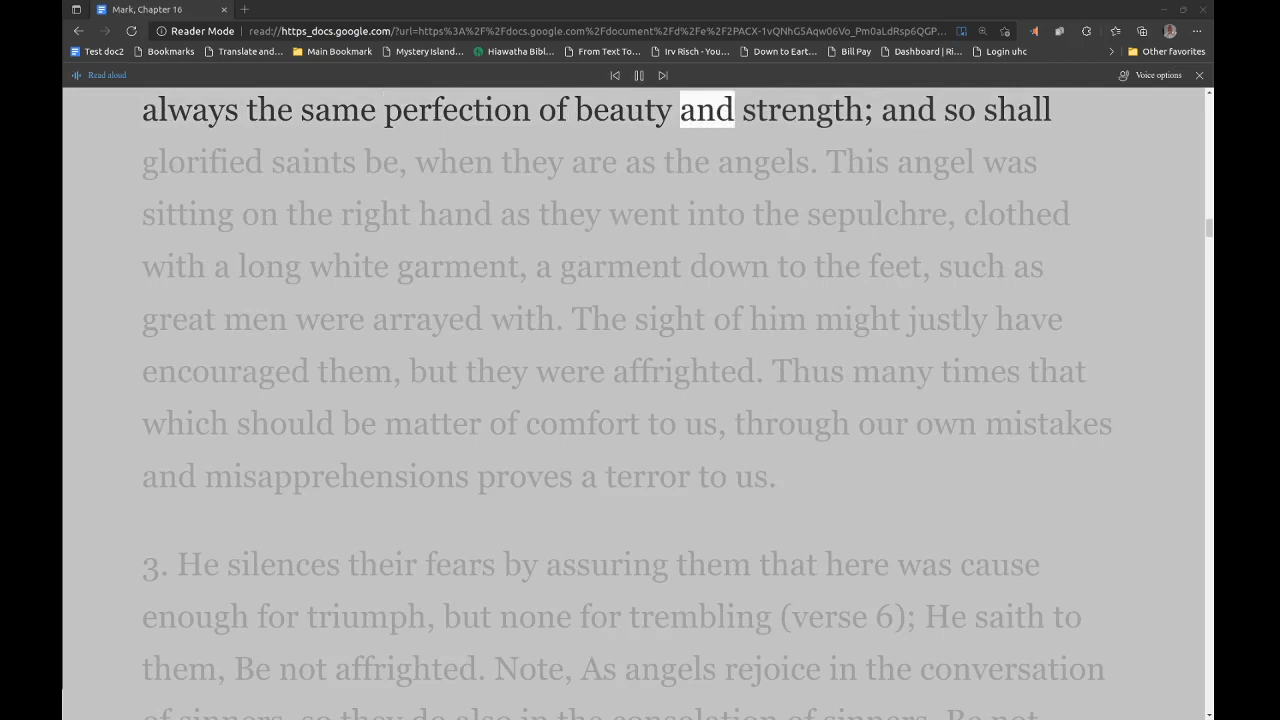 Mark, Chapter 16
Reader Mode
read://https_docs.google.com/?url=https%3A%2F%2Fdocs.google.com%2Fdocument%2Fd%2Fe%2F2PACX-1vQNhG5Aqw06Vo_Pm0aLdRsp6QGP...
Test doc2 Bookmarks Translate and... Main Bookmark Mystery Island... Hiawatha Bibl... From Text To... Irv Risch - You... Down to Eart... Bill Pay Dashboard | Ri... Login uhc Other favorites
Read aloud Voice options
always the same perfection of beauty and strength; and so shall
glorified saints be, when they are as the angels. This angel was
sitting on the right hand as they went into the sepulchre, clothed
with a long white garment, a garment down to the feet, such as
great men were arrayed with. The sight of him might justly have
encouraged them, but they were affrighted. Thus many times that
which should be matter of comfort to us, through our own mistakes
and misapprehensions proves a terror to us.
3. He silences their fears by assuring them that here was cause
enough for triumph, but none for trembling (verse 6); He saith to
them, Be not affrighted. Note, As angels rejoice in the conversation
of sinners, so they do also in the consolation of sinners. Be not